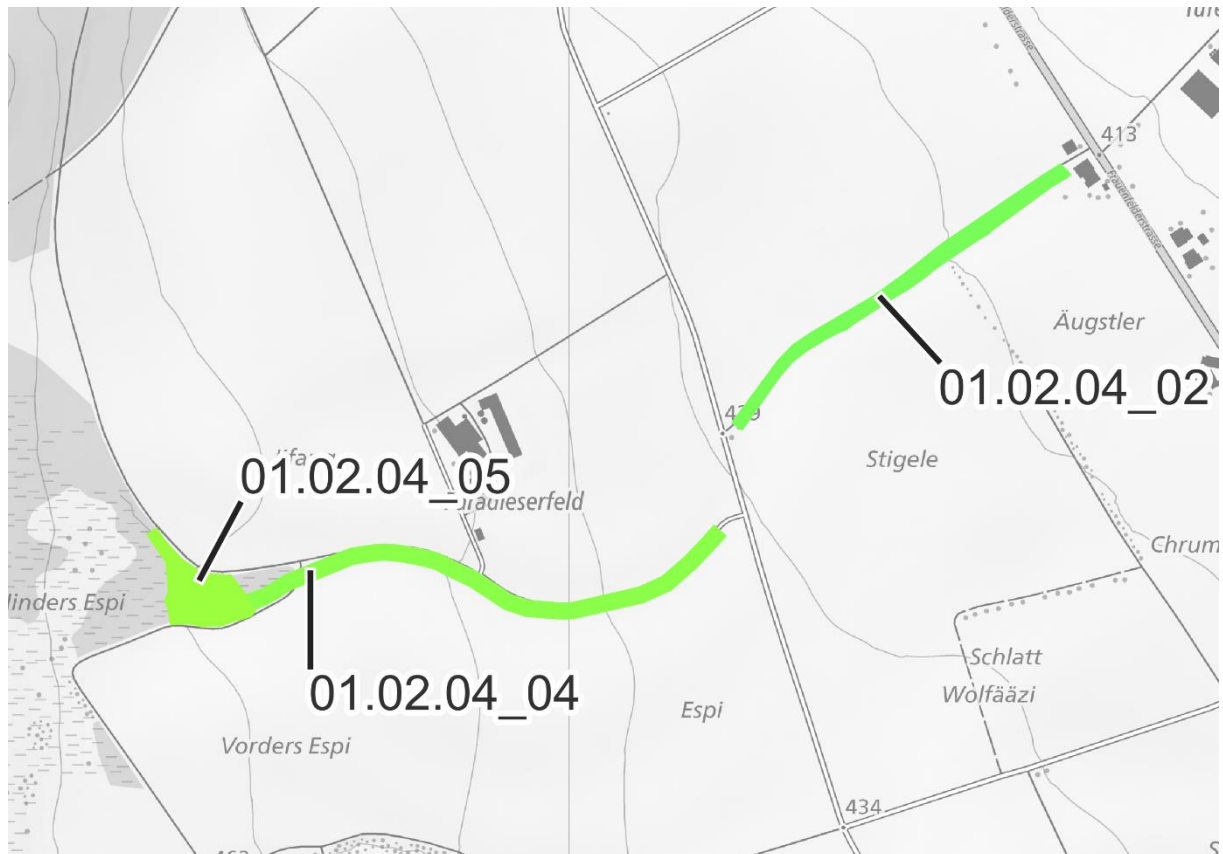 413
Frauenfelderstrasse
Äugstler
01.02.04_02
Stigele
01.02.04_05
Chrum
Schlatt
Wolfääzi
01.02.04_04
Espi
Vorders Espi
434